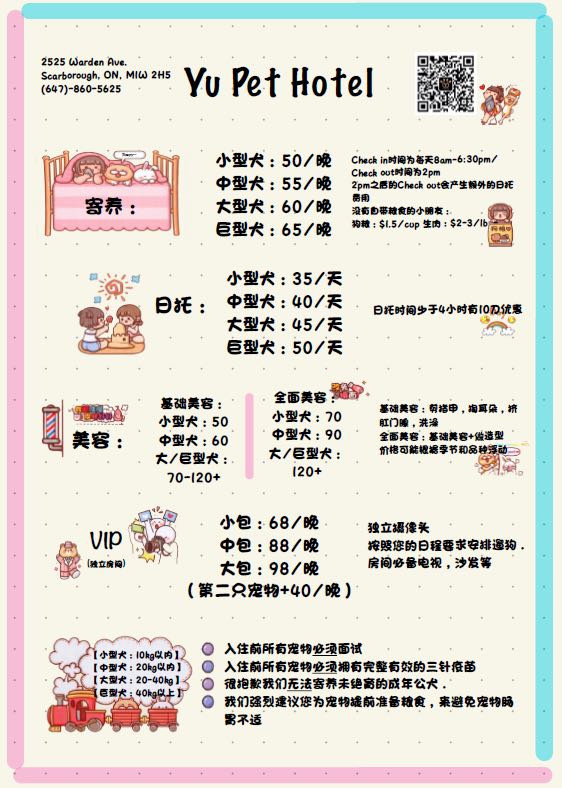 2525 Warden Ave.
Scarborough, ON, M1W 2H5
(647)-860-5625
Yu Pet Hotel
寄养：
小型犬：50/晚
中型犬：55/晚
大型犬：60/晚
巨型犬：65/晚
Check in时间为每天8am-6:30pm/
Check out时间为2pm
2pm之后的Check out会产生额外的日托
费用
没有自带粮食的小朋友：
狗粮：$1.5/cup 生肉：$2-3/lb
日托：
小型犬：35/天
中型犬：40/天
大型犬：45/天
巨型犬：50/天
日托时间少于4小时有10刀优惠
美容：
基础美容：
小型犬：50
中型犬：60
大/巨型犬：
70-120+
全面美容：
小型犬：70
中型犬：90
大/巨型犬：
120+
基础美容：剪指甲，掏耳朵，挤
肛门腺，洗澡
全面美容：基础美容+做造型
价格可能根据季节和品种浮动
VIP
(独立房间)
小包：68/晚
中包：88/晚
大包：98/晚
(第二只宠物+40/晚)
独立摄像头
按照您的日程要求安排遛狗.
房间必备电视，沙发等
【小型犬：10kg以内】
【中型犬：20kg以内】
【大型犬：20-40kg】
【巨型犬：40kg以上】
入住前所有宠物必须面试
入住前所有宠物必须拥有完整有效的三针疫苗
很抱歉我们无法寄养未绝育的成年公犬.
我们强烈建议您为宠物提前准备粮食，来避免宠物肠
胃不适